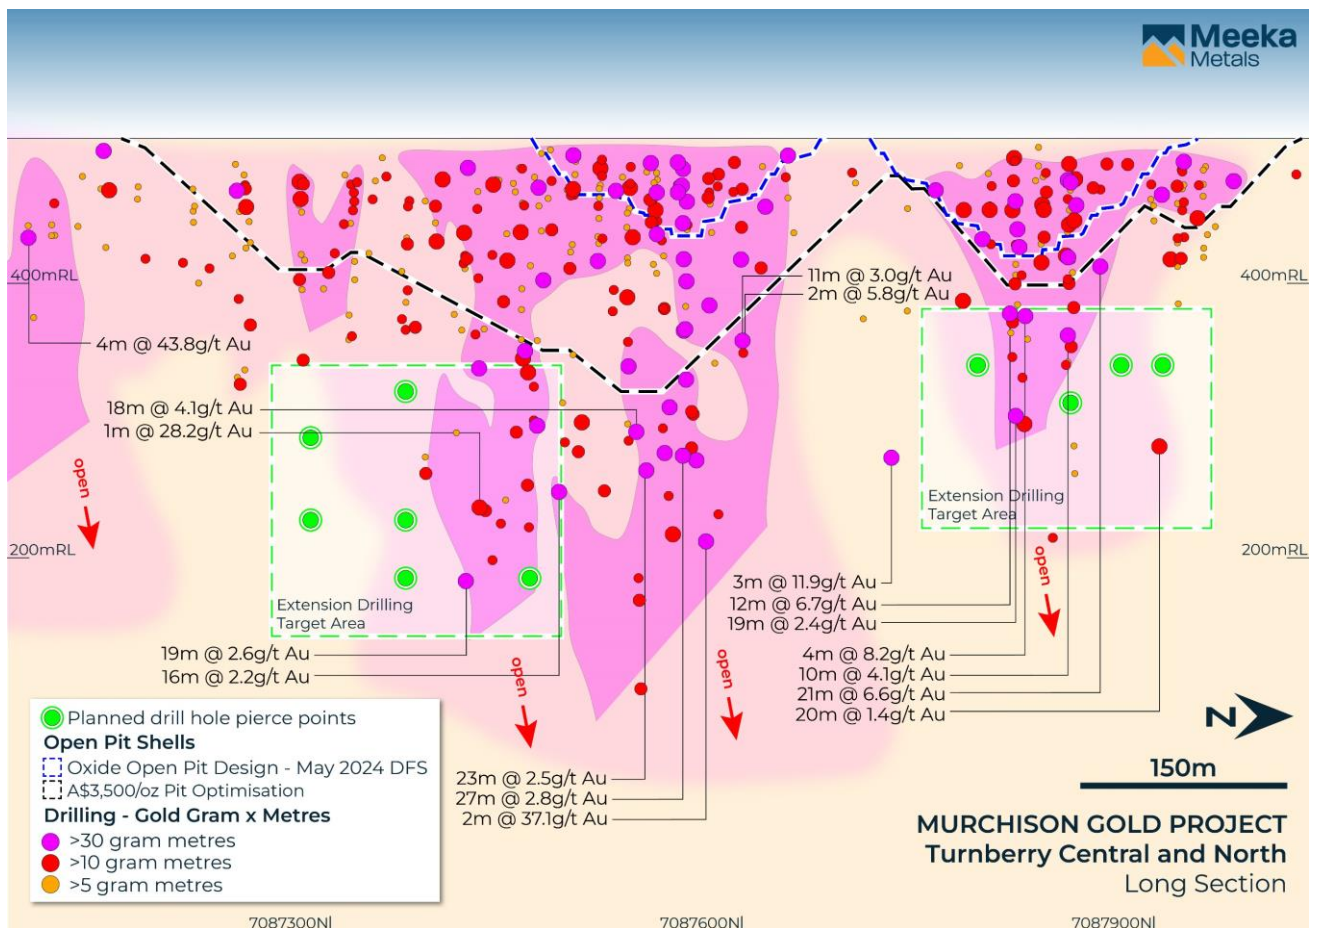 Meeka
Metals
400mRL
400mRL
11m @ 3.0g/t Au
2m @ 5.8g/t Au
4m @ 43.8g/t Au
18m @ 4.1g/t Au
1m @ 28.2g/t Au
open
Extension Drilling
Target Area
200mRL
200mRL
open
3m @ 11.9g/t Au
12m @ 6.7g/t Au
19m @ 2.4g/t Au
Extension Drilling
Target Area
19m @ 2.6g/t Au
16m @ 2.2g/t Au
open
open
4m @ 8.2g/t Au
10m @ 4.1g/t Au
21m @ 6.6g/t Au
20m @ 1.4g/t Au
Planned drill hole pierce points
Open Pit Shells
Oxide Open Pit Design - May 2024 DFS
A$3,500/oz Pit Optimisation
Drilling - Gold Gram x Metres
>30 gram metres
>10 gram metres
>5 gram metres
23m @ 2.5g/t Au
27m @ 2.8g/t Au
2m @ 37.1g/t Au
N
150m
MURCHISON GOLD PROJECT
Turnberry Central and North
Long Section
7087300Nl
7087600Nl
7087900Nl